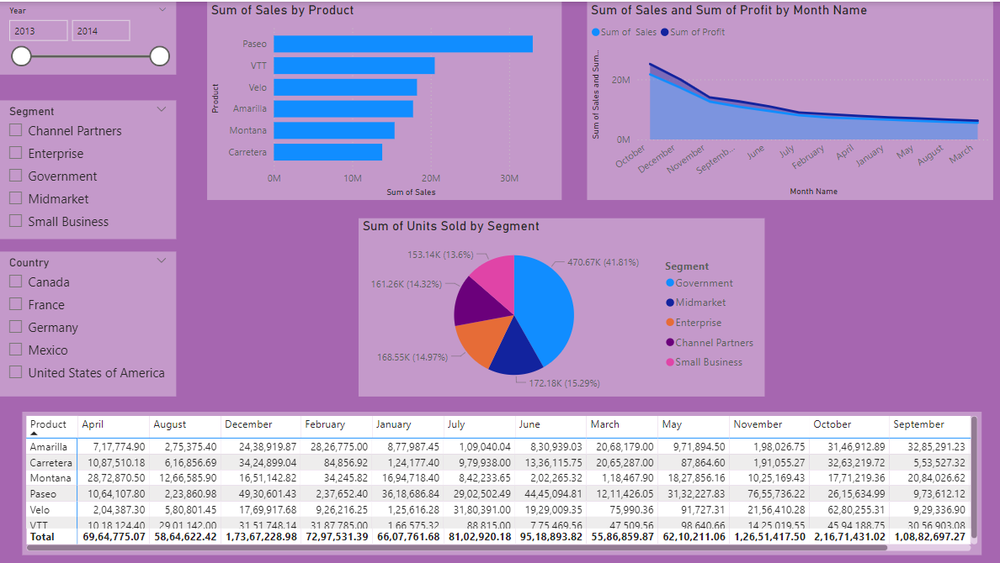 Year
2013 2014
Segment
Channel Partners
Enterprise
Government
Midmarket
Small Business
Country
Canada
France
Germany
Mexico
United States of America
Sum of Sales by Product
Product
Paseo
VTT
Velo
Amarilla
Montana
Carretera
0M 10M 20M 30M
Sum of Sales
Sum of Sales and Sum of Profit by Month Name
Sum of Sales Sum of Profit
Sum of Sales and Sum...
20M
0M
October December November Septemb... June July February April January May August March
Month Name
Sum of Units Sold by Segment
153.14K (13.6%)
470.67K (41.81%)
161.26K (14.32%)
168.55K (14.97%)
172.18K (15.29%)
Segment
Government
Midmarket
Enterprise
Channel Partners
Small Business
Product April August December February January July June March May November October September
Amarilla 7,17,774.90 2,75,375.40 24,38,919.87 28,26,775.00 8,77,987.45 1,09,040.04 8,30,939.03 20,68,179.00 9,71,894.50 1,98,026.75 31,46,912.89 32,85,291.23
Carretera 10,87,510.18 6,16,856.69 34,24,899.04 84,856.92 1,24,177.40 9,79,938.00 13,36,115.75 20,65,287.00 87,864.60 1,91,055.27 32,63,219.72 5,53,527.32
Montana 28,72,870.50 12,66,585.90 16,51,142.82 34,245.82 16,94,718.40 8,42,233.65 2,02,265.32 1,18,467.90 18,27,856.16 10,25,169.43 17,71,219.36 20,84,026.62
Paseo 10,64,107.80 2,23,860.98 49,30,601.43 2,37,652.40 36,18,686.84 29,02,502.49 44,45,094.81 12,11,426.05 31,32,227.83 76,55,736.22 26,15,634.99 9,73,612.12
Velo 2,04,387.30 5,80,801.45 17,69,917.68 9,26,216.25 1,25,616.28 31,80,391.00 19,29,009.35 75,990.36 91,727.31 21,56,410.28 62,80,255.31 9,29,336.90
VTT 10,18,124.40 29,01,142.00 31,51,748.14 31,87,785.00 1,66,575.32 88,815.00 7,75,469.56 47,509.56 98,640.66 14,25,019.55 45,94,188.75 30,56,903.08
Total 69,64,775.07 58,64,622.42 1,73,67,228.98 72,97,531.39 66,07,761.68 81,02,920.18 95,18,893.82 55,86,859.87 62,10,211.06 1,26,51,417.50 2,16,71,431.02 1,08,82,697.27